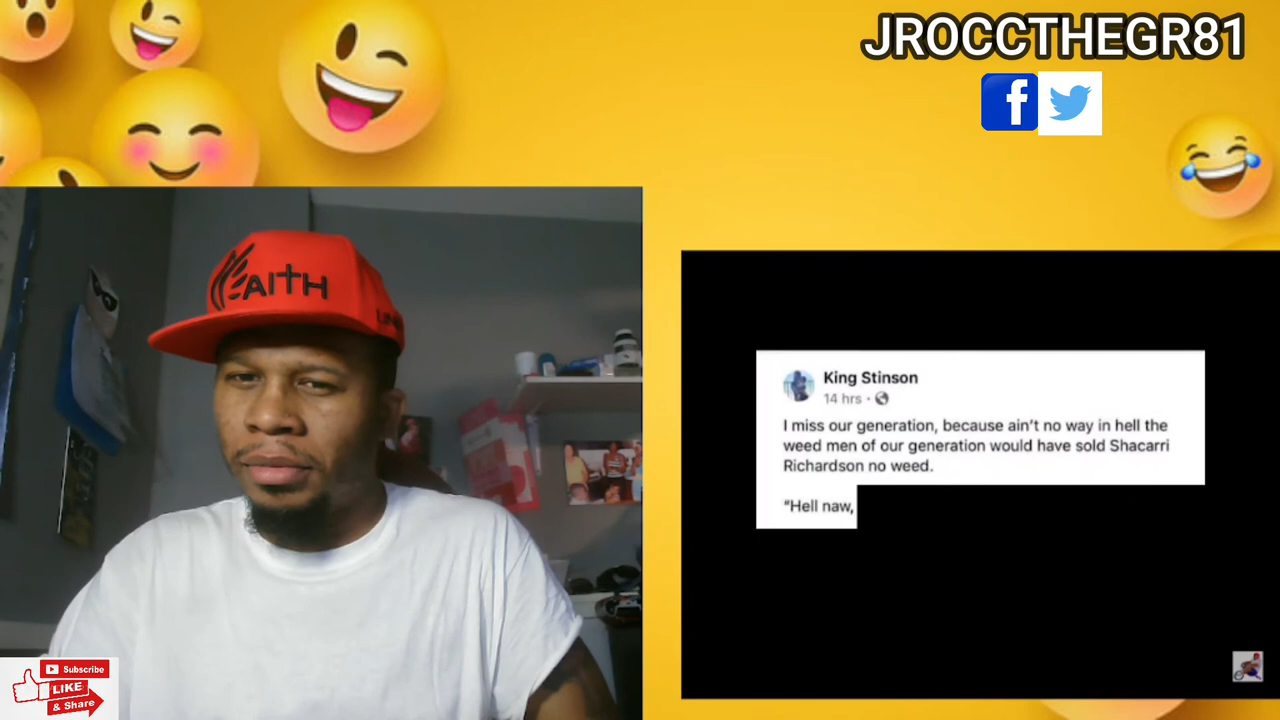 JROCCTHEGR81
FAITH
King Stinson
14 hrs
I miss our generation, because ain't no way in hell the
weed men of our generation would have sold Shacarri
Richardson no weed.
"Hell naw,
Subscribe
LIKE
& Share